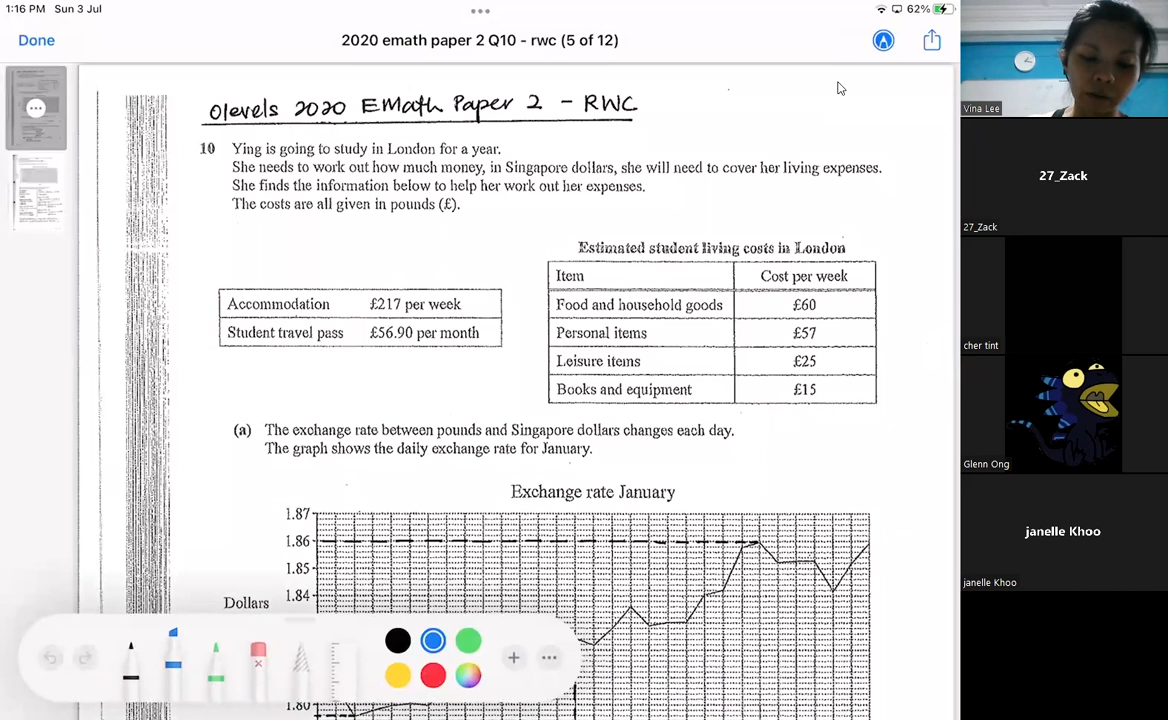 1:16 PM Sun 3 Jul
62%
Done
2020 emath paper 2 Q10 - rwc (5 of 12)
Olevels 2020 EMath Paper 2 - RWC
10 Ying is going to study in London for a year.
She needs to work out how much money, in Singapore dollars, she will need to cover her living expenses.
She finds the information below to help her work out her expenses.
The costs are all given in pounds (£).
Estimated student living costs in London
Item Cost per week
Food and household goods £60
Personal items £57
Leisure items £25
Books and equipment £15
Accommodation £217 per week
Student travel pass £56.90 per month
(a) The exchange rate between pounds and Singapore dollars changes each day.
The graph shows the daily exchange rate for January.
Exchange rate January
1.87
1.86
1.85
1.84
Dollars
1.80
Vina Lee
27_Zack
27_Zack
cher tint
Glenn Ong
janelle Khoo
janelle Khoo